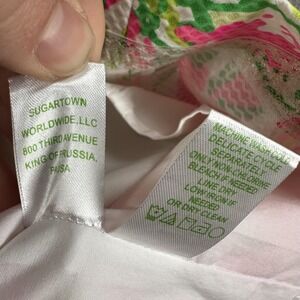 SUGARTOWN
WORLDWIDE, LLC
800 THIRD AVENUE
KING OF PRUSSIA,
PA USA
MACHINE WASH COLD
DELICATE CYCLE
SEPARATELY
ONLY NON-CHLORINE
BLEACH IF NEEDED
LINE DRY
LOW IRON IF
NEEDED
OR DRY CLEAN